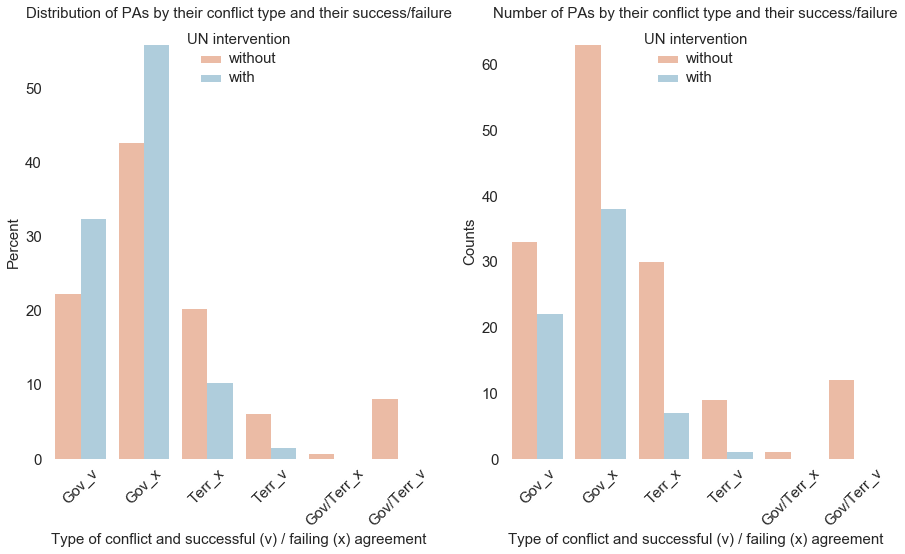 Distribution of PAs by their conflict type and their success/failure
UN intervention
without
with
Percent
50
40
30
20
10
0
Gov_v
Gov_x
Terr_x
Terr_v
Gov/Terr_x
Gov/Terr_v
Type of conflict and successful (v) / failing (x) agreement
Number of PAs by their conflict type and their success/failure
UN intervention
without
with
Counts
60
50
40
30
20
10
0
Gov_v
Gov_x
Terr_x
Terr_v
Gov/Terr_x
Gov/Terr_v
Type of conflict and successful (v) / failing (x) agreement